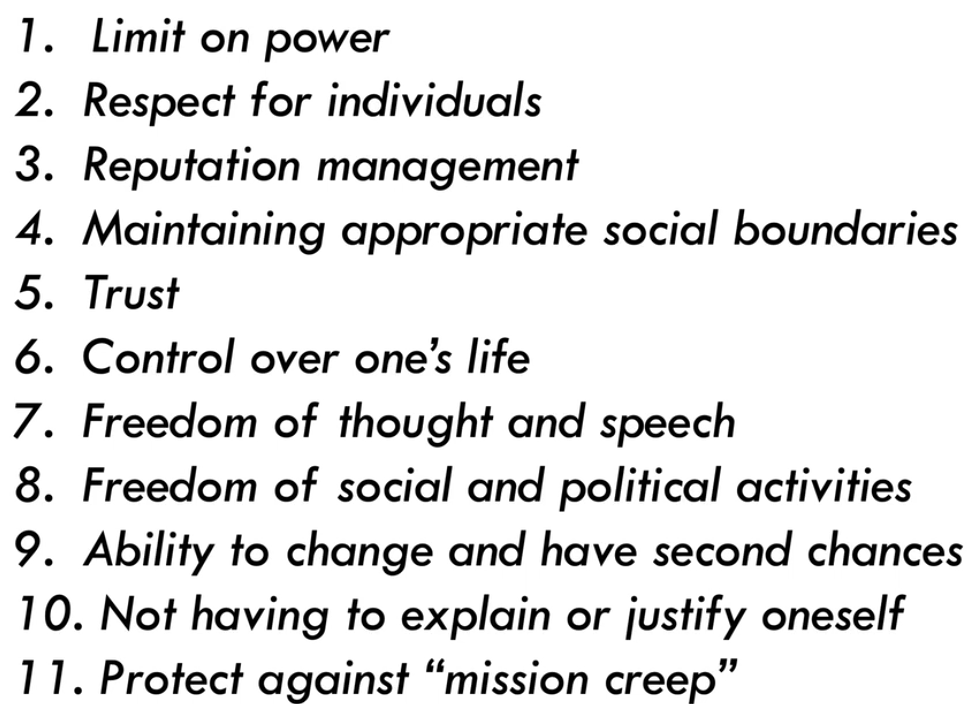 1. Limit on power
2. Respect for individuals
3. Reputation management
4. Maintaining appropriate social boundaries
5. Trust
6. Control over one’s life
7. Freedom of thought and speech
8. Freedom of social and political activities
9. Ability to change and have second chances
10. Not having to explain or justify oneself
11. Protect against “mission creep”